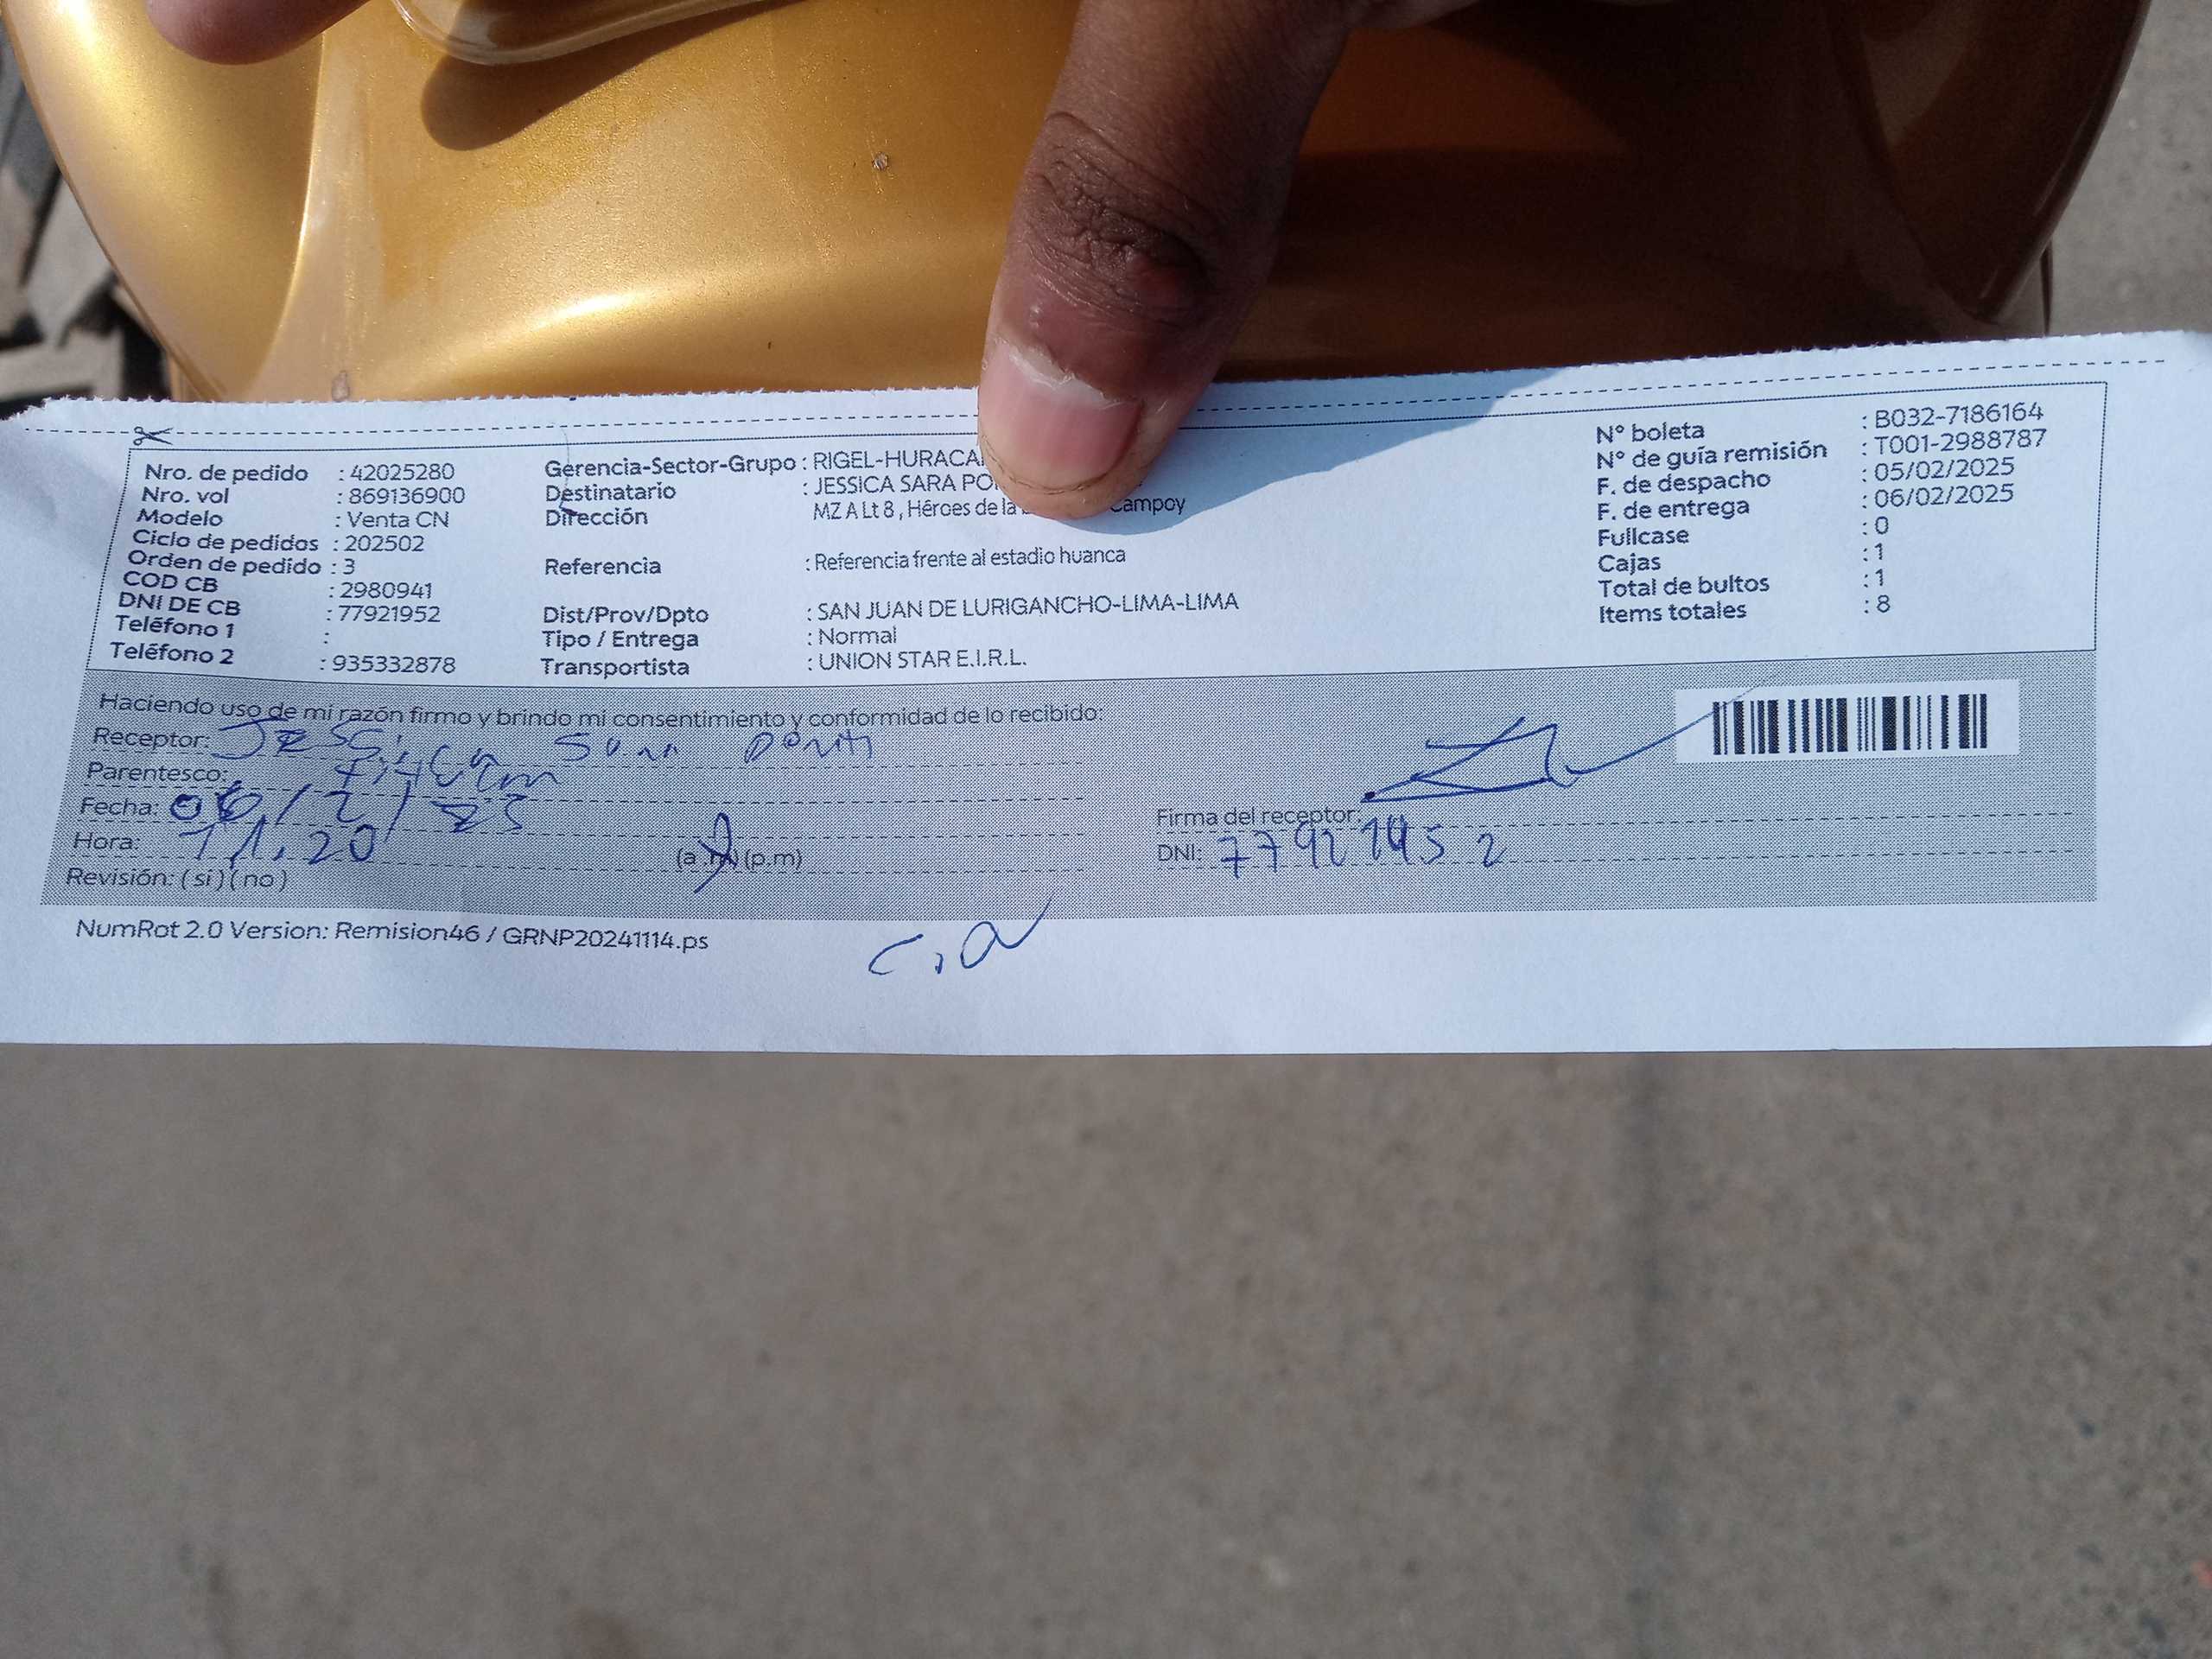 Nro. de pedido : 42025280
Nro. vol : 869136900
Modelo : Venta CN
Ciclo de pedidos : 202502
Orden de pedido : 3
COD CB : 2980941
DNI DE CB : 77921952
Teléfono 1 :
Teléfono 2 : 935332878
Gerencia-Sector-Grupo : RIGEL-HURACA
Destinatario : JESSICA SARA PO
Dirección MZ A Lt 8 , Héroes de la Campoy
Referencia : Referencia frente al estadio huanca
Dist/Prov/Dpto : SAN JUAN DE LURIGANCHO-LIMA-LIMA
Tipo / Entrega : Normal
Transportista : UNION STAR E.I.R.L.
N° boleta : B032-7186164
N° de guía remisión : T001-2988787
F. de despacho : 05/02/2025
F. de entrega : 06/02/2025
Fullcase : 0
Cajas : 1
Total de bultos : 1
Items totales : 8
Haciendo uso de mi razón firmo y brindo mi consentimiento y conformidad de lo recibido:
Receptor: Jessica Sara
Parentesco:
Fecha: 06/2/25
Hora: 11.20 (a.m) (p.m)
Revisión: ( si ) ( no )
Firma del receptor:
DNI: 77921952
NumRot 2.0 Version: Remision46 / GRNP20241114.ps